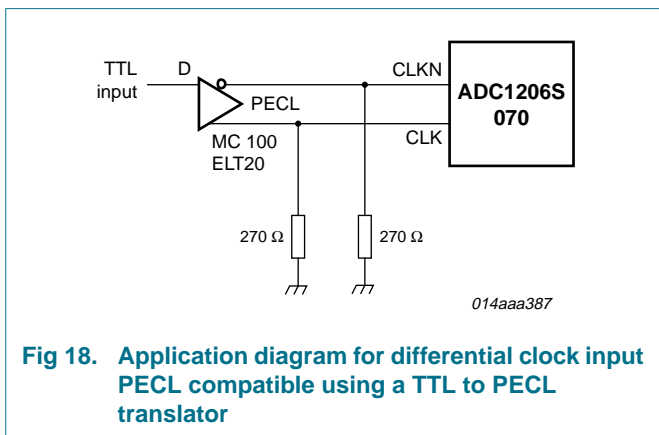 TTL
input
D
PECL
MC 100
ELT20
CLKN
CLK
ADC1206S
070
270 Ω
270 Ω
014aaa387
Fig 18. Application diagram for differential clock input
PECL compatible using a TTL to PECL
translator